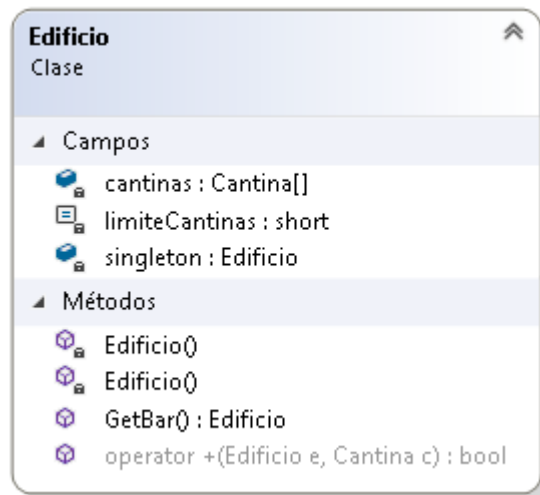 Edificio
Clase
Campos
cantinas : Cantina[]
limiteCantinas : short
singleton : Edificio
Métodos
Edificio()
Edificio()
GetBar() : Edificio
operator +(Edificio e, Cantina c) : bool